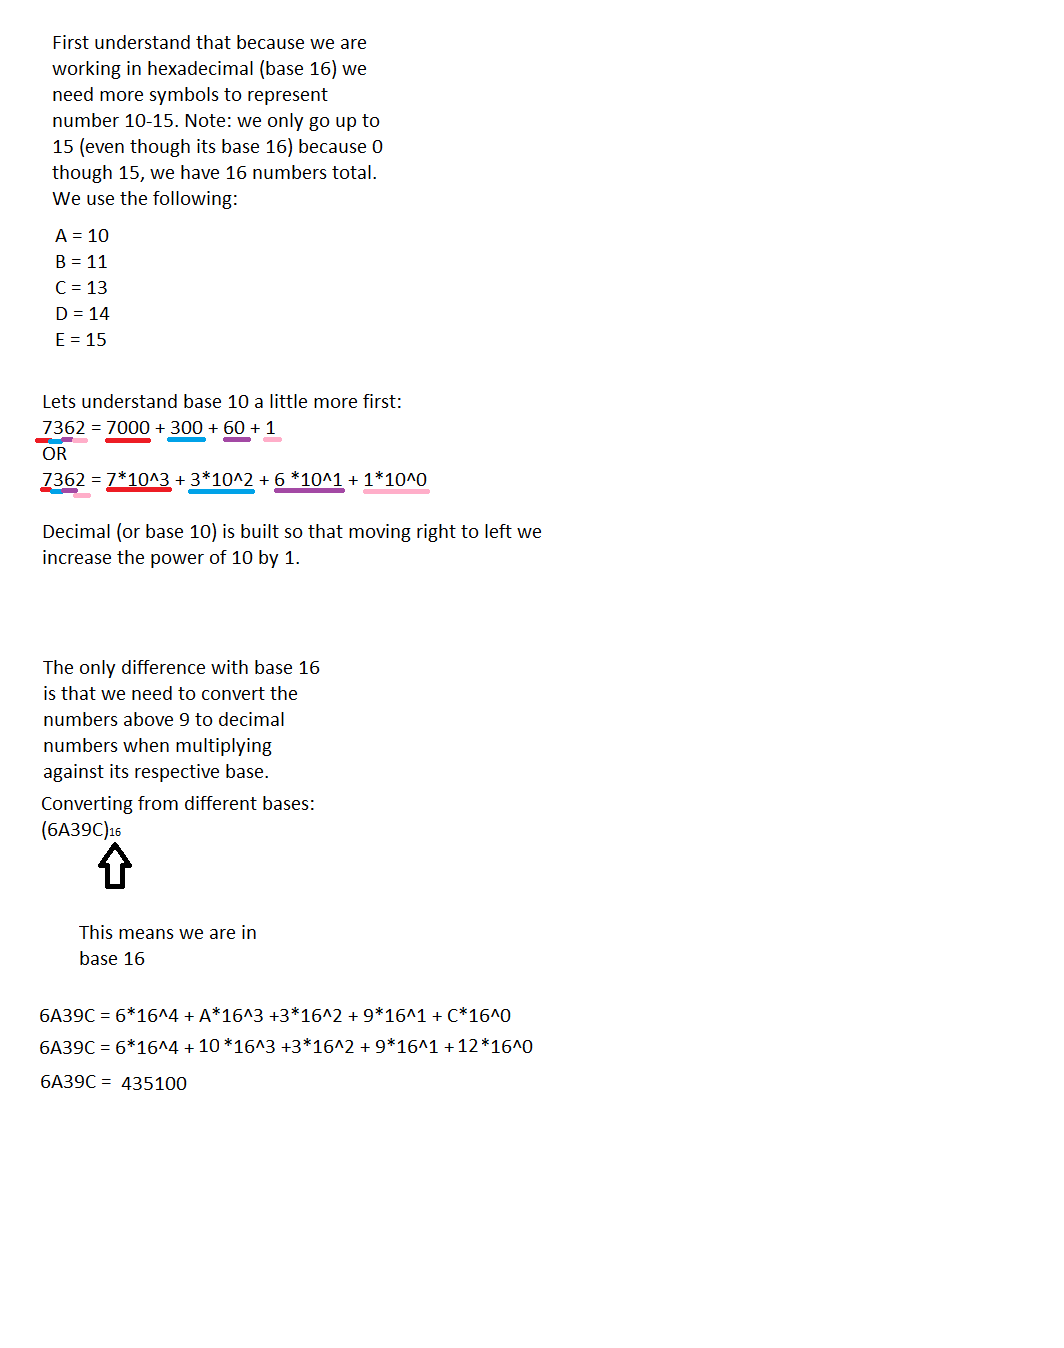 First understand that because we are
working in hexadecimal (base 16) we
need more symbols to represent
number 10-15. Note: we only go up to
15 (even though its base 16) because 0
though 15, we have 16 numbers total.
We use the following:
A = 10
B = 11
C = 13
D = 14
E = 15
Lets understand base 10 a little more first:
7362 = 7000 + 300 + 60 + 1
OR
7362 = 7*10^3 + 3*10^2 + 6 *10^1 + 1*10^0
Decimal (or base 10) is built so that moving right to left we
increase the power of 10 by 1.
The only difference with base 16
is that we need to convert the
numbers above 9 to decimal
numbers when multiplying
against its respective base.
Converting from different bases:
(6A39C)16
This means we are in
base 16
6A39C = 6*16^4 + A*16^3 +3*16^2 + 9*16^1 + C*16^0
6A39C = 6*16^4 + 10 *16^3 +3*16^2 + 9*16^1 + 12 *16^0
6A39C = 435100